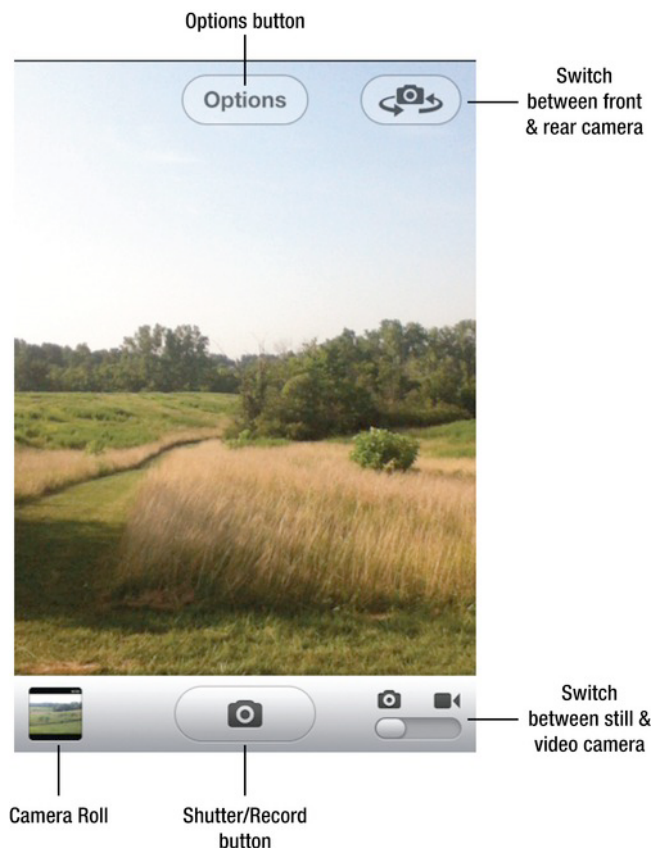 Options button
Options
Switch
between front
& rear camera
Switch
between still &
video camera
Camera Roll
Shutter/Record
button